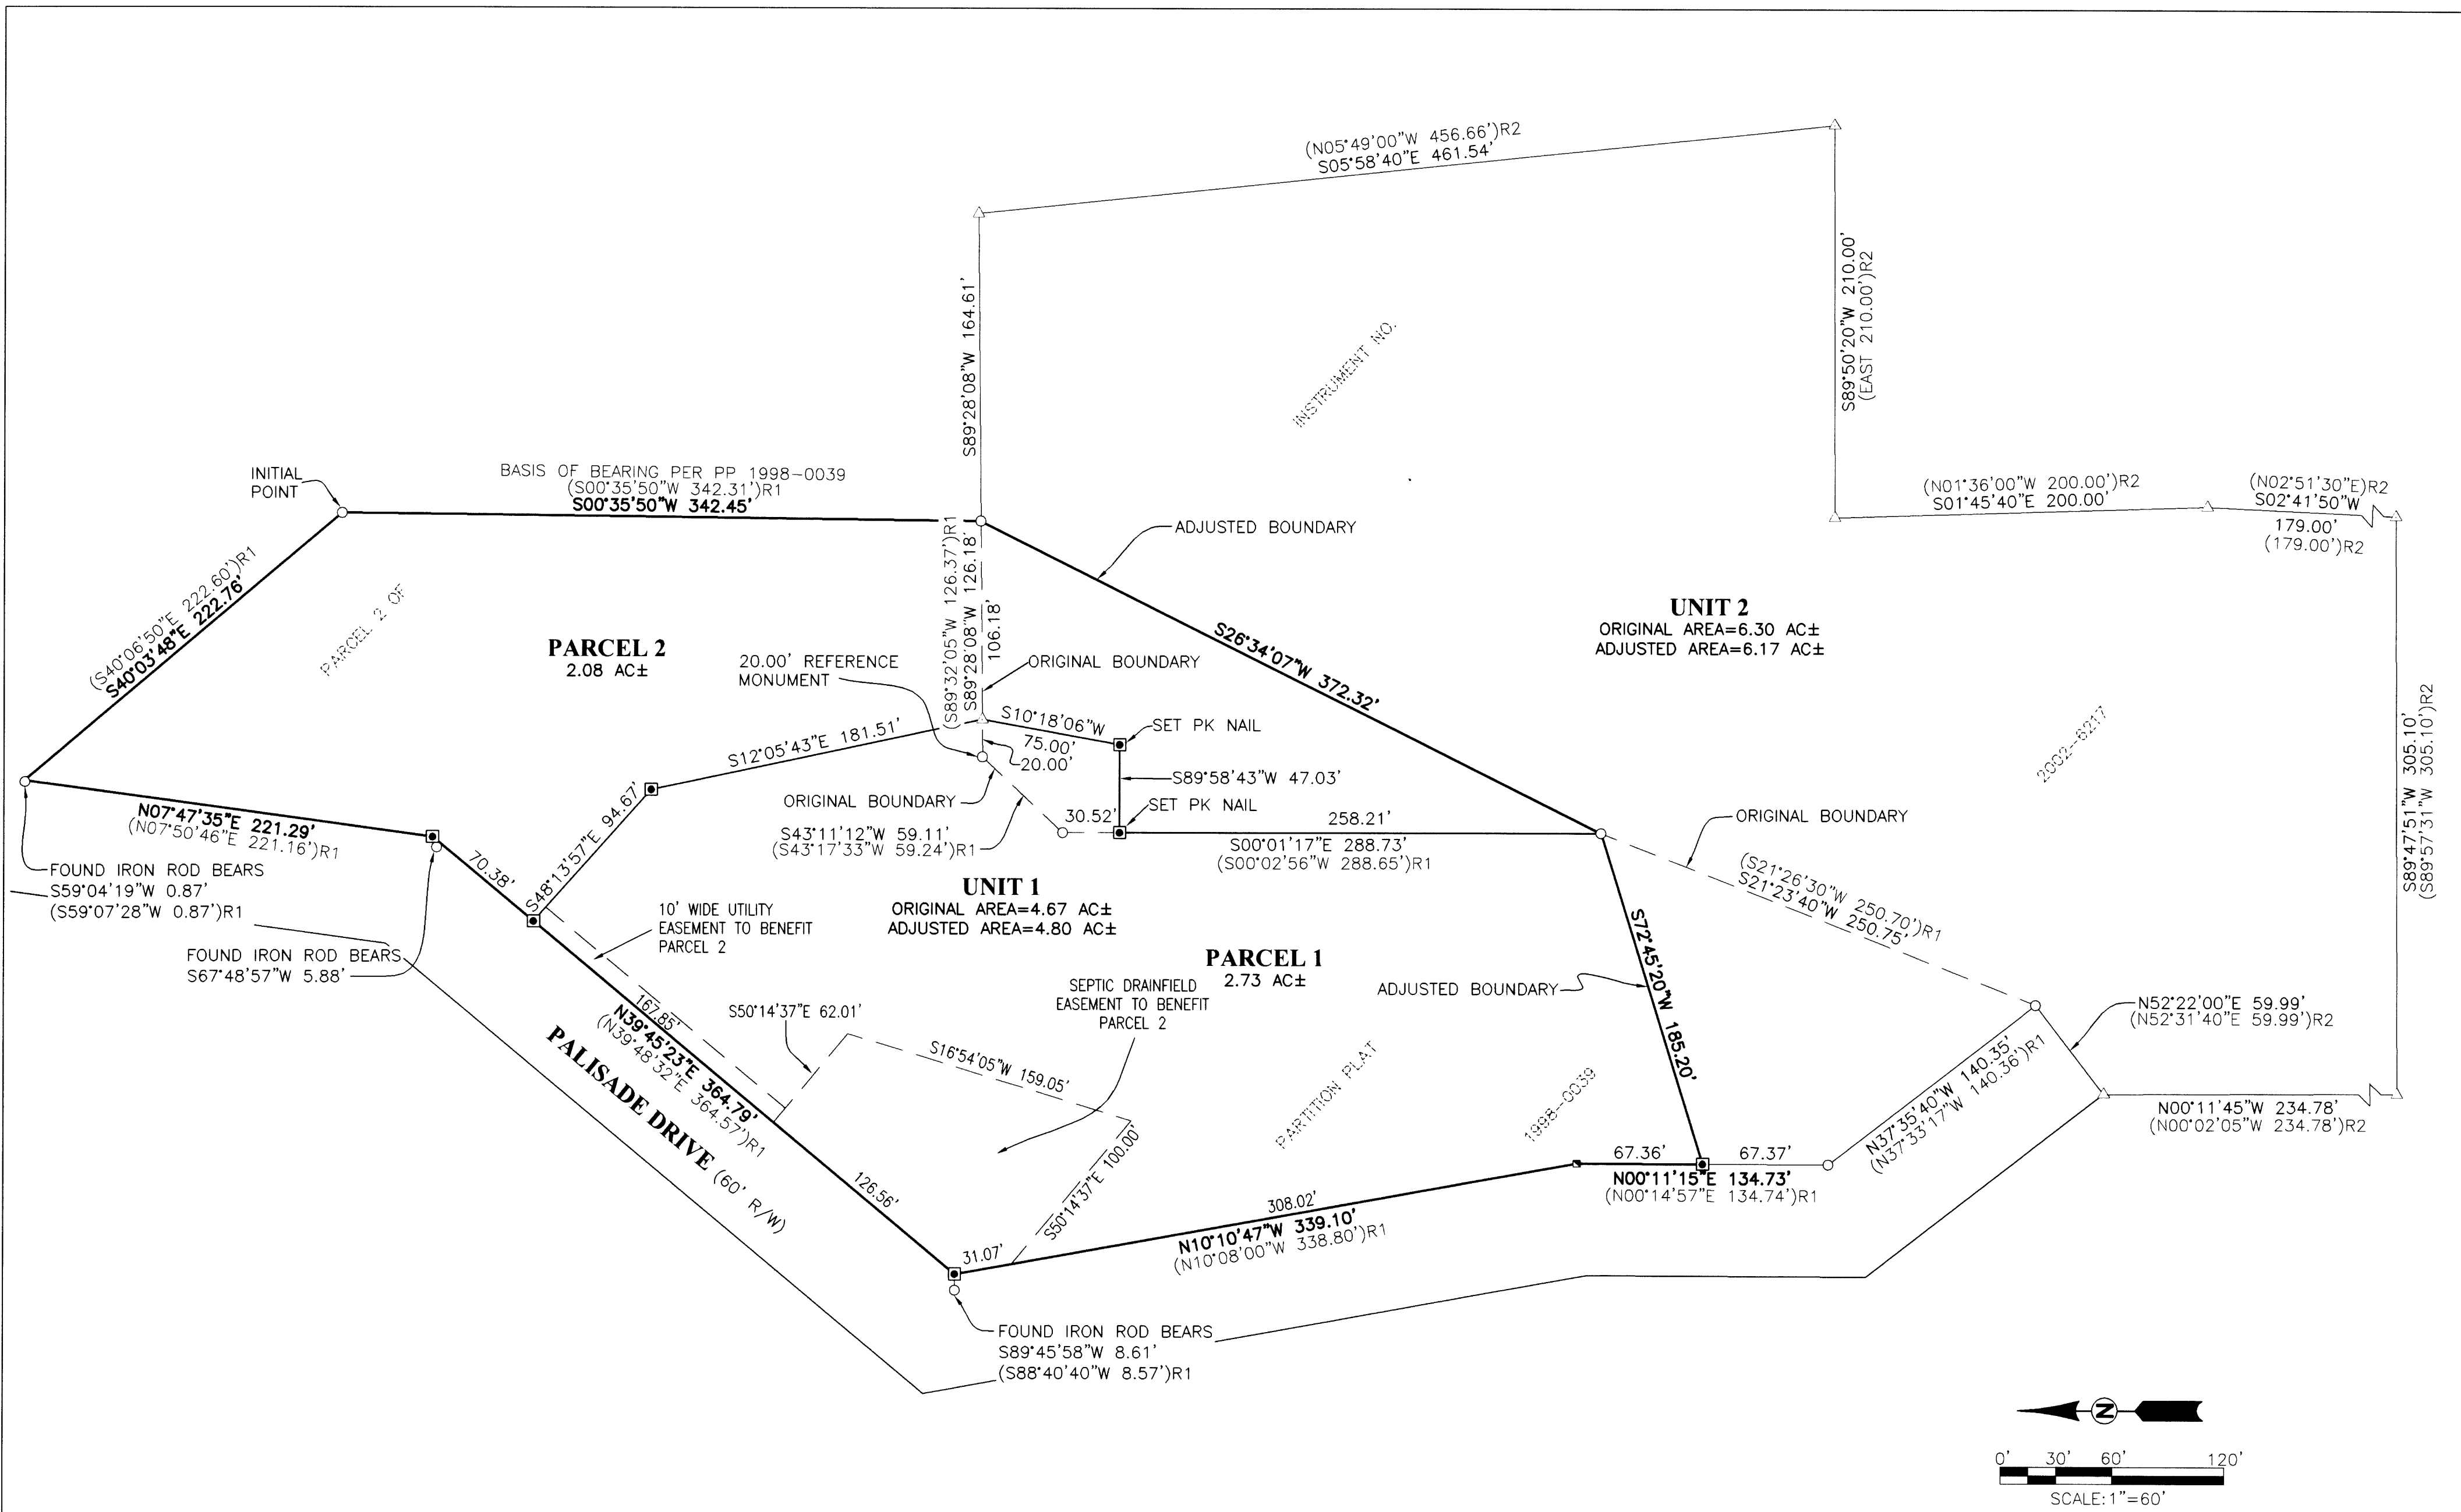 (N05°49'00"W 456.66')R2
S05°58'40"E 461.54'
S89°28'08"W 164.61'
INSTRUMENT NO.
S89°50'20"W 210.00'
(EAST 210.00')R2
INITIAL
POINT
BASIS OF BEARING PER PP 1998-0039
(S00°35'50"W 342.31')R1
S00°35'50"W 342.45'
(N01°36'00"W 200.00')R2
S01°45'40"E 200.00'
(N02°51'30"E)R2
S02°41'50"W
179.00'
(179.00')R2
ADJUSTED BOUNDARY
(S40°06'50"E 222.60')R1
S40°03'48"E 222.76'
PARCEL 2 OF
PARCEL 2
2.08 AC±
(S89°32'05"W 126.37')R1
S89°28'08"W 126.18'
106.18'
S26°34'07"W 372.32'
UNIT 2
ORIGINAL AREA=6.30 AC±
ADJUSTED AREA=6.17 AC±
20.00' REFERENCE
MONUMENT
ORIGINAL BOUNDARY
S10°18'06"W
75.00'
20.00'
SET PK NAIL
S12°05'43"E 181.51'
S89°58'43"W 47.03'
SET PK NAIL
2002-6217
S89°47'51"W 305.10'
(S89°57'31"W 305.10')R2
N07°47'35"E 221.29'
(N07°50'46"E 221.16')R1
S48°13'57"E 94.67'
ORIGINAL BOUNDARY
S43°11'12"W 59.11'
(S43°17'33"W 59.24')R1
30.52'
258.21'
S00°01'17"E 288.73'
(S00°02'56"W 288.65')R1
ORIGINAL BOUNDARY
(S21°26'30"W 250.70')R1
S21°23'40"W 250.75'
FOUND IRON ROD BEARS
S59°04'19"W 0.87'
(S59°07'28"W 0.87')R1
70.38'
FOUND IRON ROD BEARS
S67°48'57"W 5.88'
10' WIDE UTILITY
EASEMENT TO BENEFIT
PARCEL 2
UNIT 1
ORIGINAL AREA=4.67 AC±
ADJUSTED AREA=4.80 AC±
PARCEL 1
2.73 AC±
SEPTIC DRAINFIELD
EASEMENT TO BENEFIT
PARCEL 2
ADJUSTED BOUNDARY
S72°45'20"W 185.20'
N52°22'00"E 59.99'
(N52°31'40"E 59.99')R2
167.85'
N39°45'23"E 364.79'
(N39°48'32"E 364.57')R1
S50°14'37"E 62.01'
S16°54'05"W 159.05'
PALISADE DRIVE (60' R/W)
PARTITION PLAT
1998-0039
N37°35'40"W 140.35'
(N37°33'17"W 140.36')R1
N00°11'45"W 234.78'
(N00°02'05"W 234.78')R2
126.56'
S50°14'37"E 100.00'
67.36'
67.37'
N00°11'15"E 134.73'
(N00°14'57"E 134.74')R1
31.07'
308.02'
N10°10'47"W 339.10'
(N10°08'00"W 338.80')R1
FOUND IRON ROD BEARS
S89°45'58"W 8.61'
(S88°40'40"W 8.57')R1
N
0' 30' 60' 120'
SCALE: 1"=60'